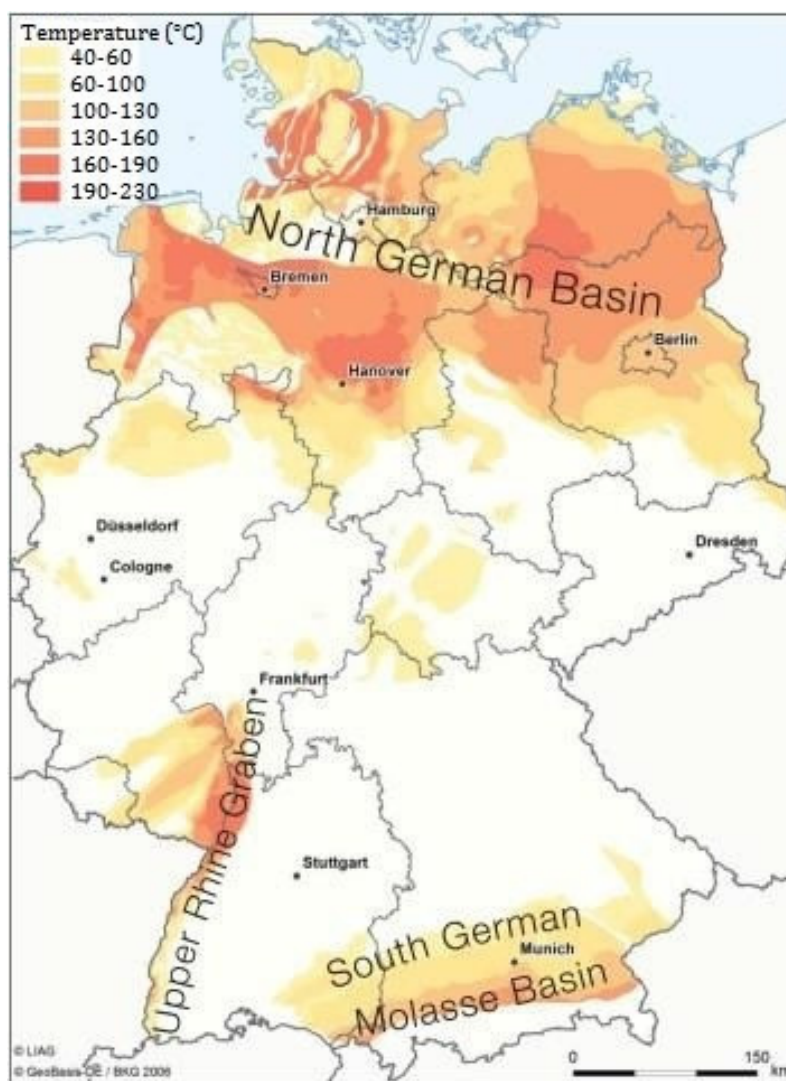 Temperature (°C)
40-60
60-100
100-130
130-160
160-190
190-230
Hamburg
North German Basin
Bremen
Berlin
Hanover
Düsseldorf
Cologne
Dresden
Frankfurt
Upper Rhine Graben
Stuttgart
South German
Munich
Molasse Basin
© LIAG
© GeoBasis-DE / BKG 2006
0 150
km